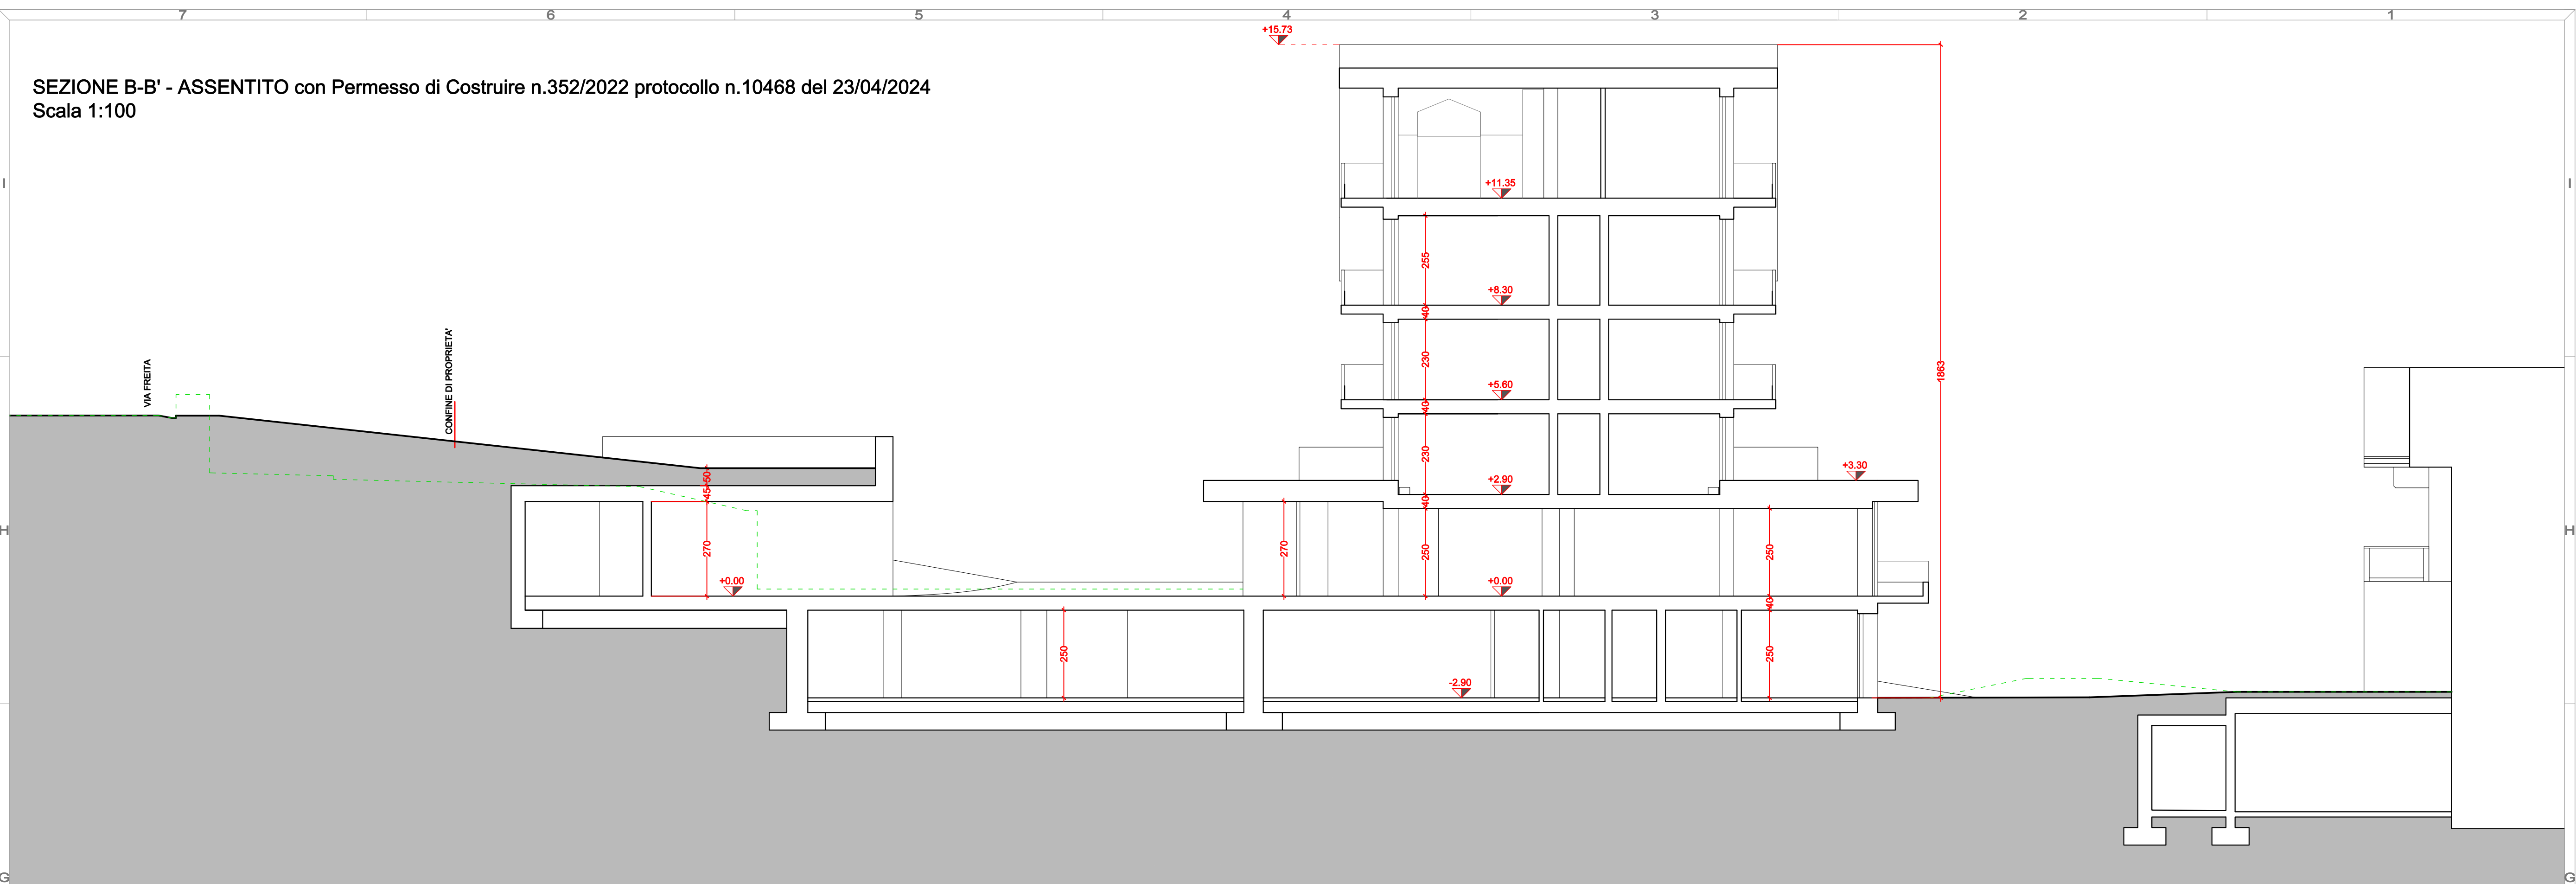 7 6 5 4 3 2 1
+15.73
SEZIONE B-B' - ASSENTITO con Permesso di Costruire n.352/2022 protocollo n.10468 del 23/04/2024
Scala 1:100
I
+11.35
I
255
+8.30
40
VIA FREITA
CONFINE DI PROPRIETA'
230
1863
+5.60
40
230
+3.30
45÷50
+2.90
40
H
270
270
250
250
H
+0.00
+0.00
40
250
250
-2.90
G
G